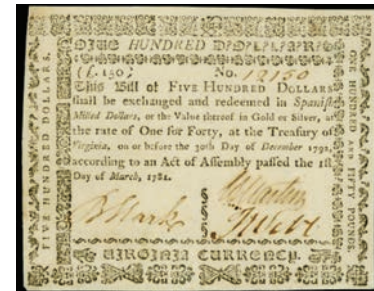 FIVE HUNDRED DOLLARS
(£. 150) No. 12150
This Bill of FIVE HUNDRED DOLLARS
shall be exchanged and redeemed in Spanish
Milled Dollars, or the Value thereof in Gold or Silver, at
the rate of One for Forty, at the Treasury of
Virginia, on or before the 30th Day of December 1792,
according to an Act of Assembly passed the 1st
Day of March, 1781.
VIRGINIA CURRENCY.
FIVE HUNDRED DOLLARS.
ONE HUNDRED AND FIFTY POUNDS.